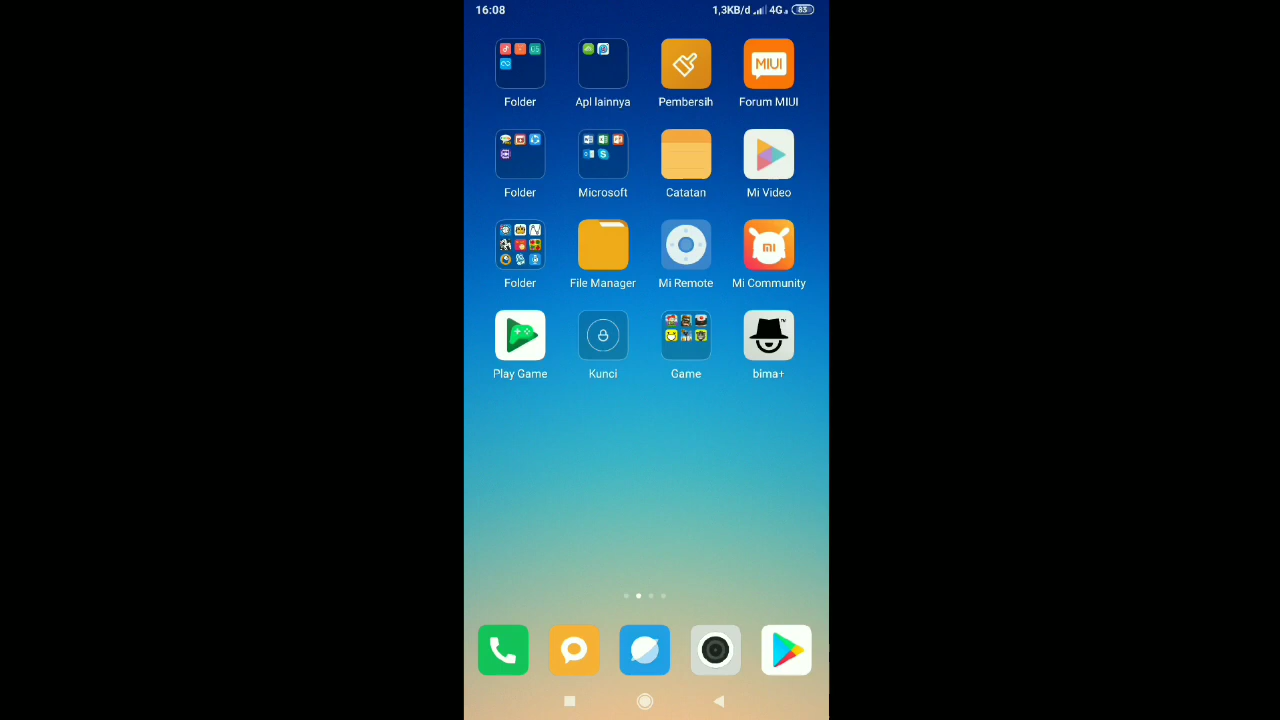 16:08
1,3KB/d 4G 83
Folder
Apl lainnya
Pembersih
MIUI
Forum MIUI
Folder
Microsoft
Catatan
Mi Video
Folder
File Manager
Mi Remote
Mi Community
Play Game
Kunci
Game
bima+